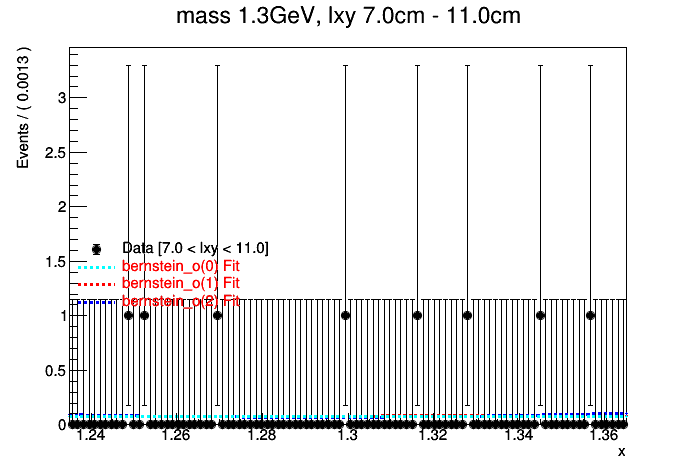 mass 1.3GeV, lxy 7.0cm - 11.0cm
Events / ( 0.0013 )
3
2.5
2
1.5
1
0.5
0
Data [7.0 < lxy < 11.0]
bernstein_o(0) Fit
bernstein_o(1) Fit
bernstein_o(2) Fit
1.24 1.26 1.28 1.3 1.32 1.34 1.36
x